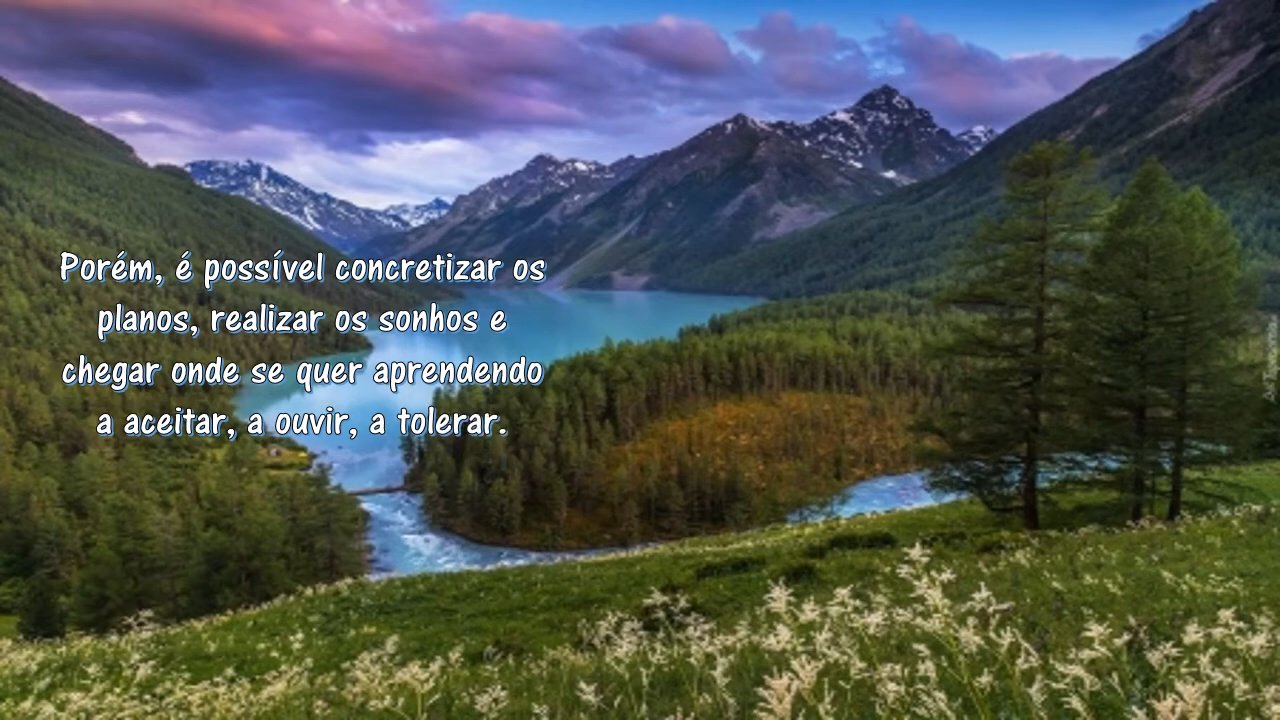 Porém, é possível concretizar os
planos, realizar os sonhos e
chegar onde se quer aprendendo
a aceitar, a ouvir, a tolerar.